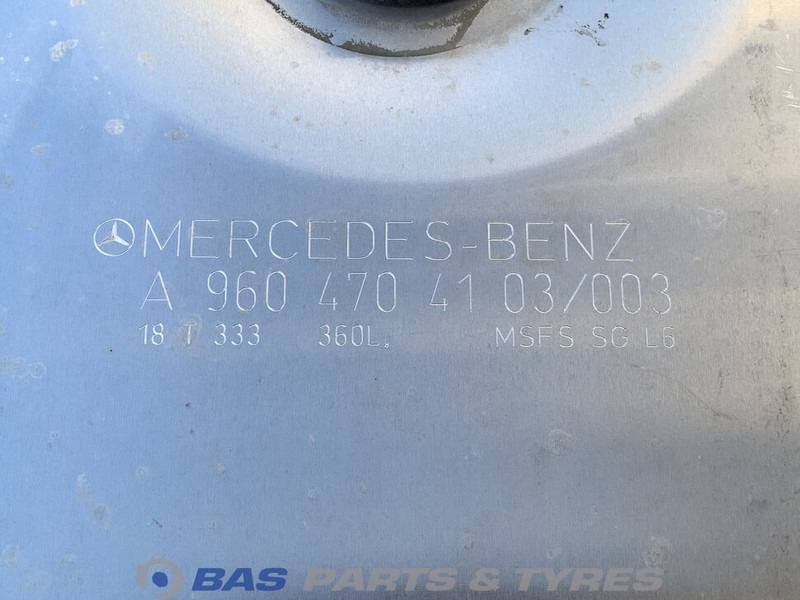 MERCEDES-BENZ
A 960 470 41 03/003
18 T 333 360L. MSFS SG L6
BAS PARTS & TYRES